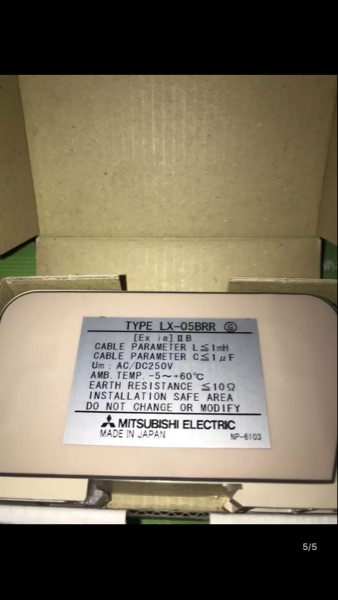 TYPE LX-05BRR Ⓖ
[Ex ia]ⅡB
CABLE PARAMETER L≦1mH
CABLE PARAMETER C≦1μF
Um : AC/DC250V
AMB. TEMP. -5~+60℃
EARTH RESISTANCE ≦10Ω
INSTALLATION SAFE AREA
DO NOT CHANGE OR MODIFY
MITSUBISHI ELECTRIC
MADE IN JAPAN NP-6103
5/5